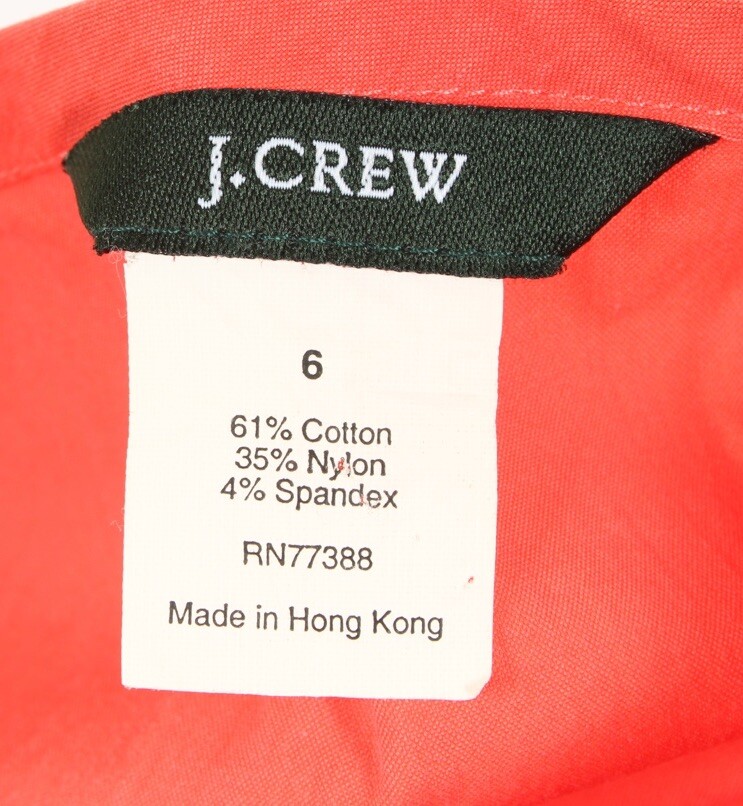 J.CREW
6
61% Cotton
35% Nylon
4% Spandex
RN77388
Made in Hong Kong